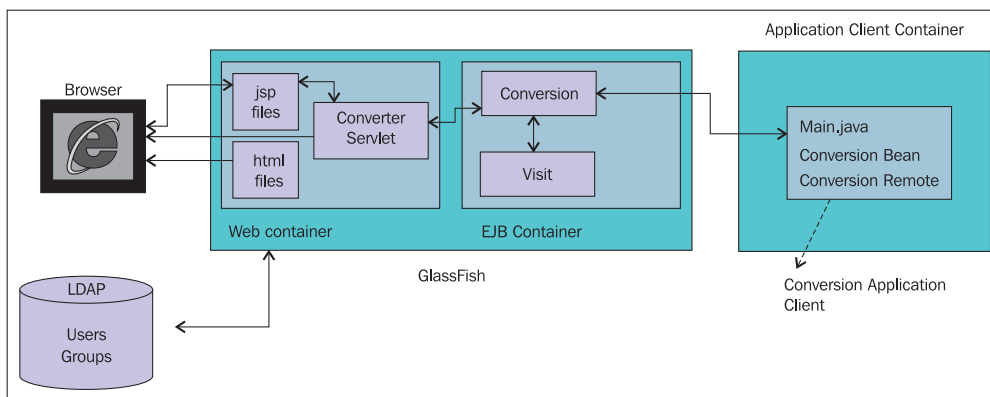 Application Client Container
Browser
jsp
files
Converter
Servlet
html
files
Web container
Conversion
Visit
EJB Container
GlassFish
Main.java
Conversion Bean
Conversion Remote
Conversion Application
Client
LDAP
Users
Groups